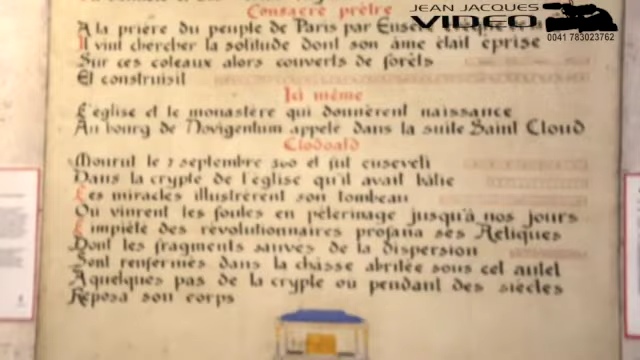 Consacré prêtre
JEAN JACQUES
VIDEO
0041 783023762
A la prière du peuple de Paris par Eusèbe
Il vint chercher la solitude dont son âme était éprise
Sur ces coteaux alors couverts de forêts
Et construisit
Ici même
L'église et le monastère qui donnèrent naissance
Au bourg de Novigentum appelé dans la suite Saint Cloud
Clodoald
Mourut le 7 septembre 560 et fut enseveli
Dans la crypte de l'église qu'il avait bâtie
Les miracles illustrèrent son tombeau
Où vinrent les foules en pèlerinage jusqu'à nos jours
L'impiété des révolutionnaires profana ses Reliques
Dont les fragments sauvés de la dispersion
Sont renfermés dans la châsse abritée sous cet autel
A quelques pas de la crypte où pendant des siècles
Reposa son corps